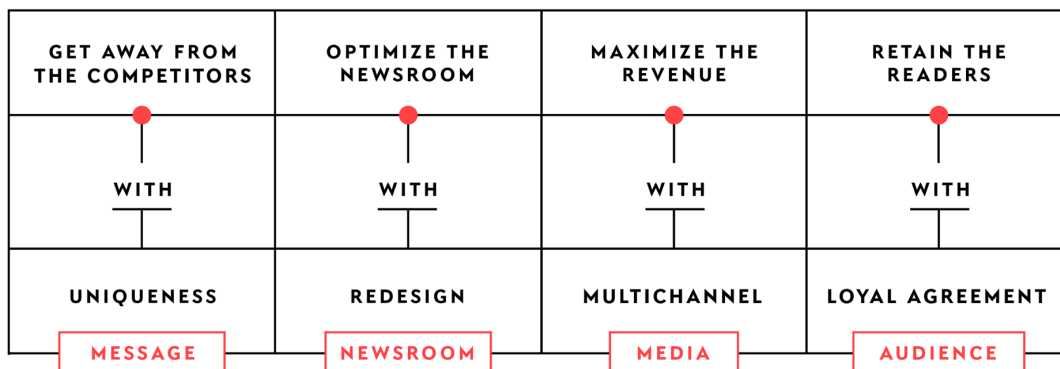 GET AWAY FROM
THE COMPETITORS
OPTIMIZE THE
NEWSROOM
MAXIMIZE THE
REVENUE
RETAIN THE
READERS
WITH
WITH
WITH
WITH
UNIQUENESS
REDESIGN
MULTICHANNEL
LOYAL AGREEMENT
MESSAGE
NEWSROOM
MEDIA
AUDIENCE